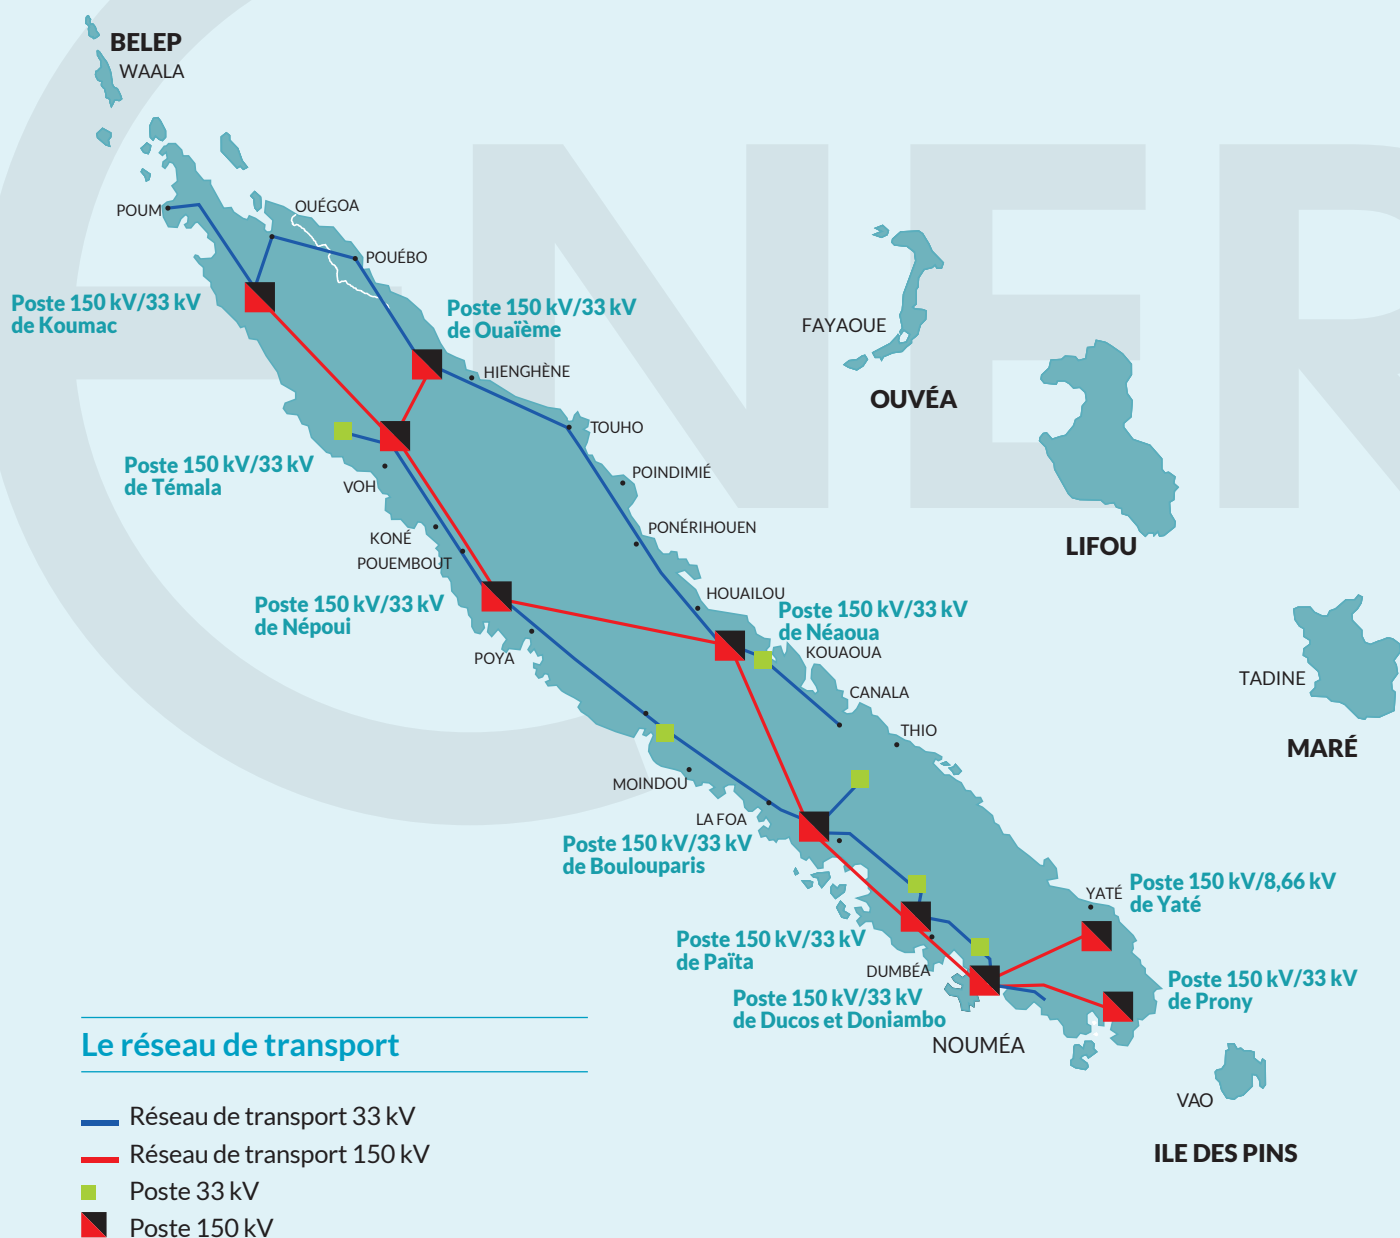 BELEP
WAALA
ENER
POUM
OUÉGOA
POUÉBO
Poste 150 kV/33 kV
de Koumac
Poste 150 kV/33 kV
de Ouaïème
HIENGHÈNE
FAYAOUE
OUVÉA
TOUHO
Poste 150 kV/33 kV
de Témala
VOH
POINDIMIÉ
KONÉ
PONÉRIHOUEN
POUEMBOUT
LIFOU
HOUAILOU
Poste 150 kV/33 kV
de Népoui
Poste 150 kV/33 kV
de Néaoua
KOUAOUA
POYA
TADINE
CANALA
THIO
MARÉ
MOINDOU
LA FOA
Poste 150 kV/33 kV
de Boulouparis
YATÉ
Poste 150 kV/8,66 kV
de Yaté
Poste 150 kV/33 kV
de Païta
DUMBÉA
Poste 150 kV/33 kV
de Prony
Poste 150 kV/33 kV
de Ducos et Doniambo
NOUMÉA
VAO
ILE DES PINS
Le réseau de transport
Réseau de transport 33 kV
Réseau de transport 150 kV
Poste 33 kV
Poste 150 kV